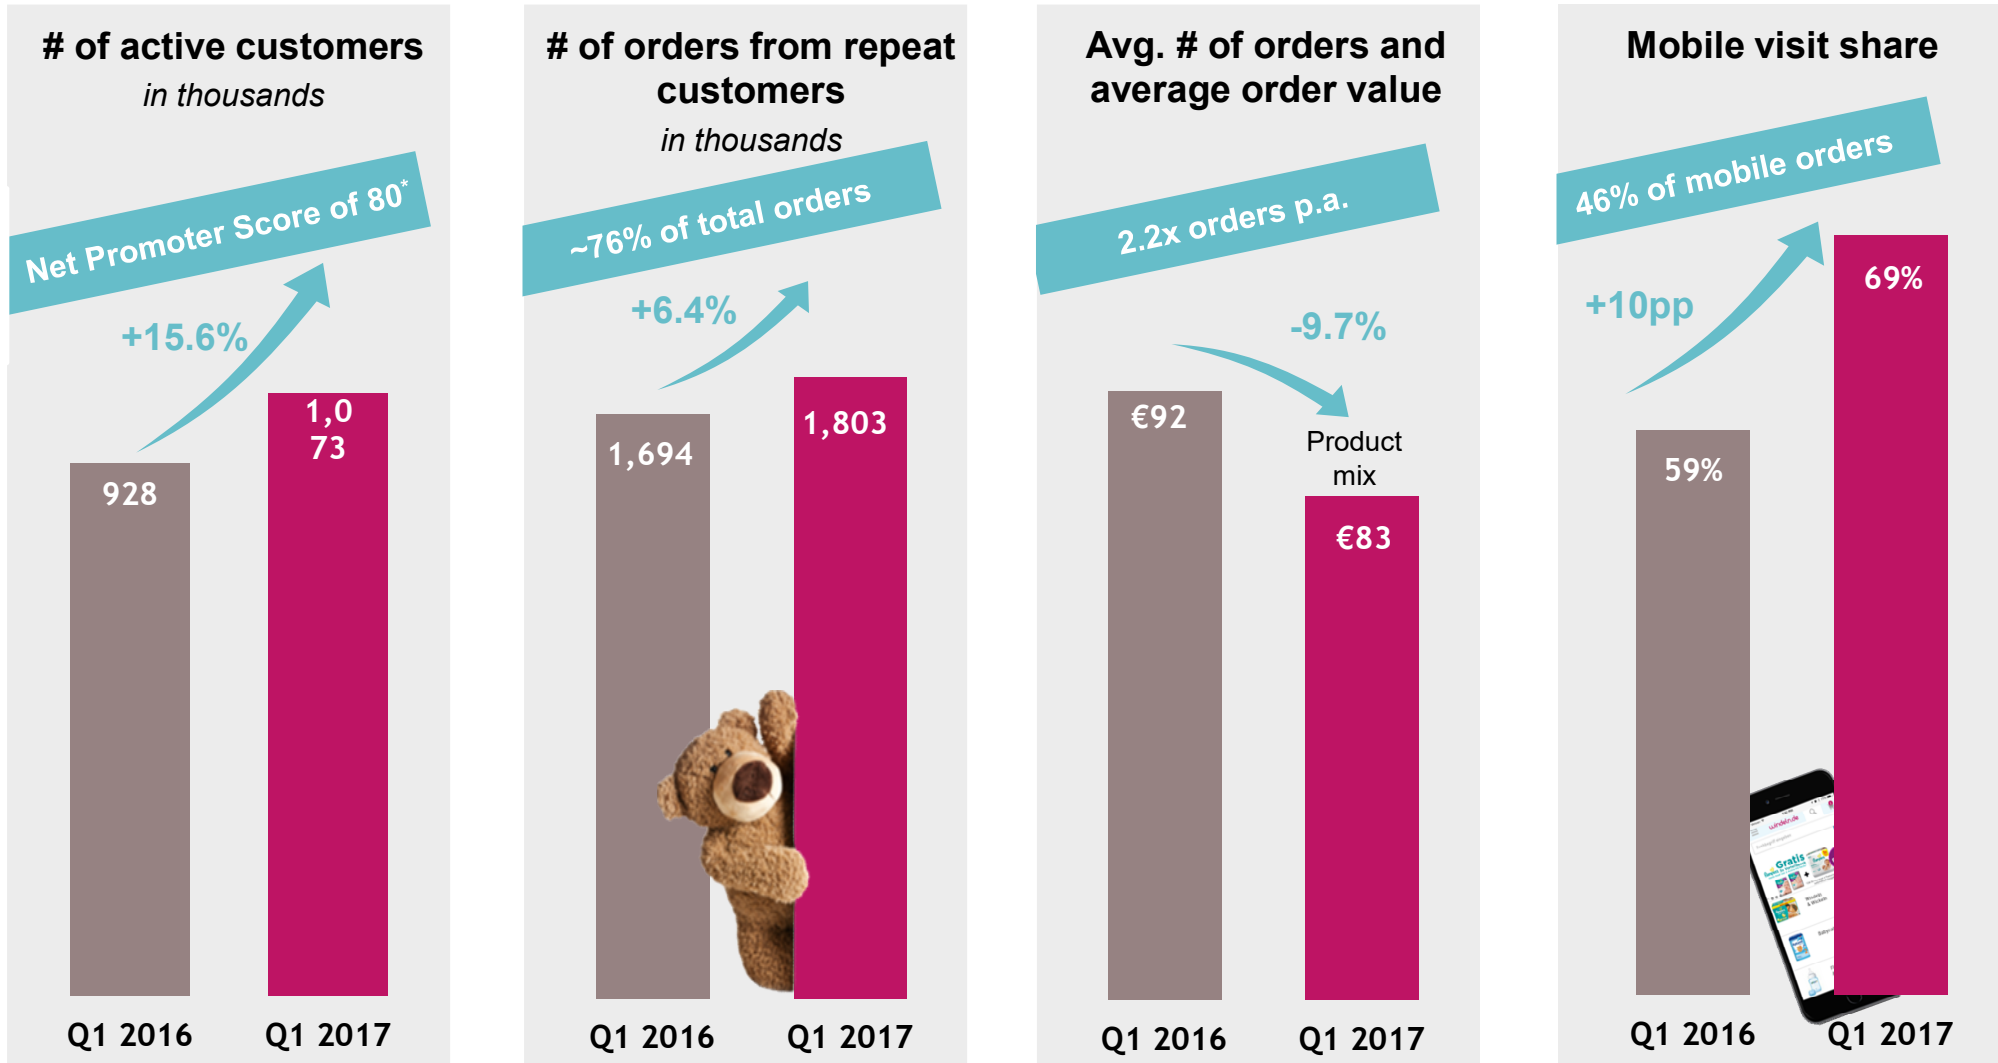 # of active customers
in thousands
Net Promoter Score of 80*
+15.6%
928
1,0
73
Q1 2016
Q1 2017
# of orders from repeat
customers
in thousands
~76% of total orders
+6.4%
1,694
1,803
Q1 2016
Q1 2017
Avg. # of orders and
average order value
2.2x orders p.a.
-9.7%
€92
Product
mix
€83
Q1 2016
Q1 2017
Mobile visit share
46% of mobile orders
+10pp
59%
69%
windeln.de
Gratis
Q1 2016
Q1 2017